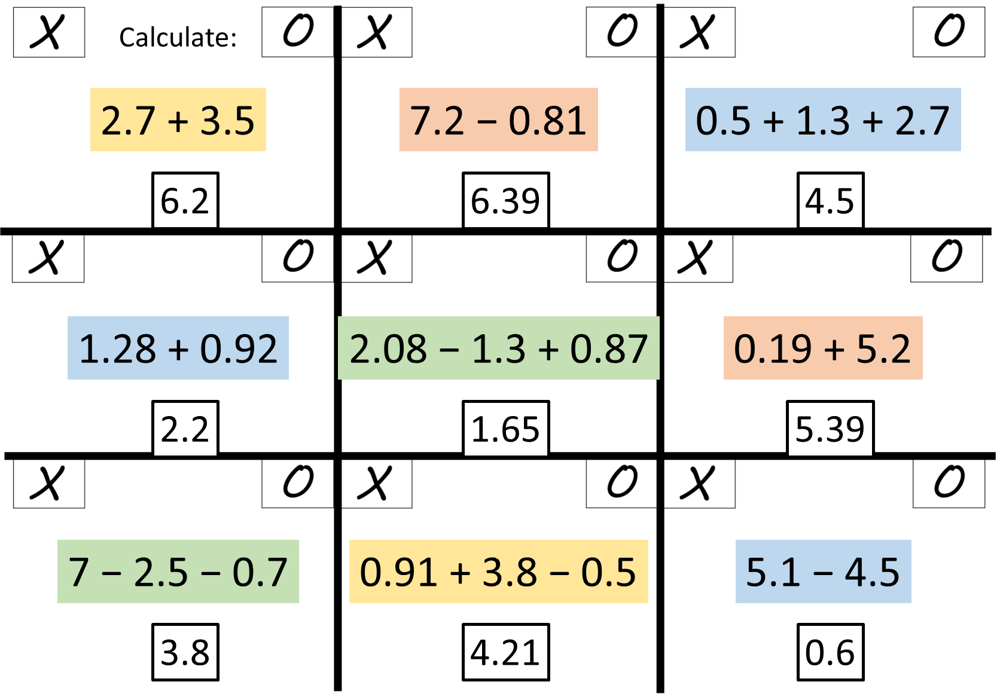 X Calculate: O X O X O
2.7 + 3.5 7.2 − 0.81 0.5 + 1.3 + 2.7
6.2 6.39 4.5
X O X O X O
1.28 + 0.92 2.08 − 1.3 + 0.87 0.19 + 5.2
2.2 1.65 5.39
X O X O X O
7 − 2.5 − 0.7 0.91 + 3.8 − 0.5 5.1 − 4.5
3.8 4.21 0.6